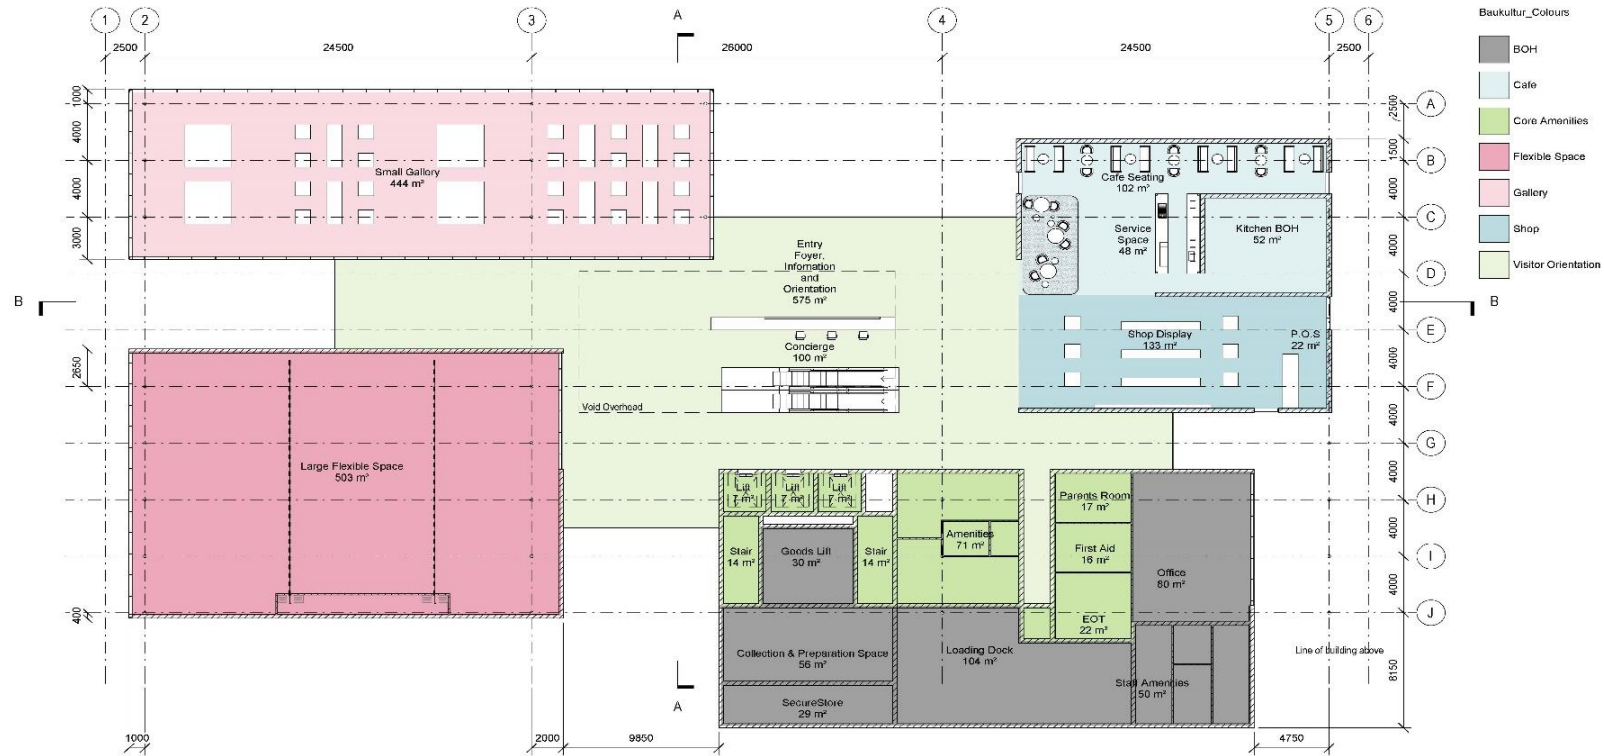 1
2
3
A
4
5
6
2500
24500
26000
24500
2500
Baukultur_Colours
BOH
Cafe
Core Amenities
Flexible Space
Gallery
Shop
Visitor Orientation
1000
4000
4000
3000
2650
400
2500
1500
4000
4000
4000
4000
4000
4000
4000
4000
8150
A
B
C
D
E
F
G
H
I
J
B
B
Small Gallory
444 m²
Cafe Seating
102 m²
Service
Space
48 m²
Kitchen BOH
52 m²
Entry
Foyer,
Infomation
and
Orientation
575 m²
Concierge
100 m²
Shop Display
133 m²
P.O.S
22 m²
Void Overhead
Large Flexible Space
503 m²
Lift
7 m²
Lift
7 m²
Lift
7 m²
Stair
14 m²
Goods Lift
30 m²
Stair
14 m²
Amenities
71 m²
Parents Room
17 m²
First Aid
16 m²
EOT
22 m²
Office
80 m²
Collection & Preparation Space
56 m²
SecureStore
29 m²
Loading Dock
104 m²
Staff Amenities
50 m²
Line of building above
A
1000
2000
9850
4750